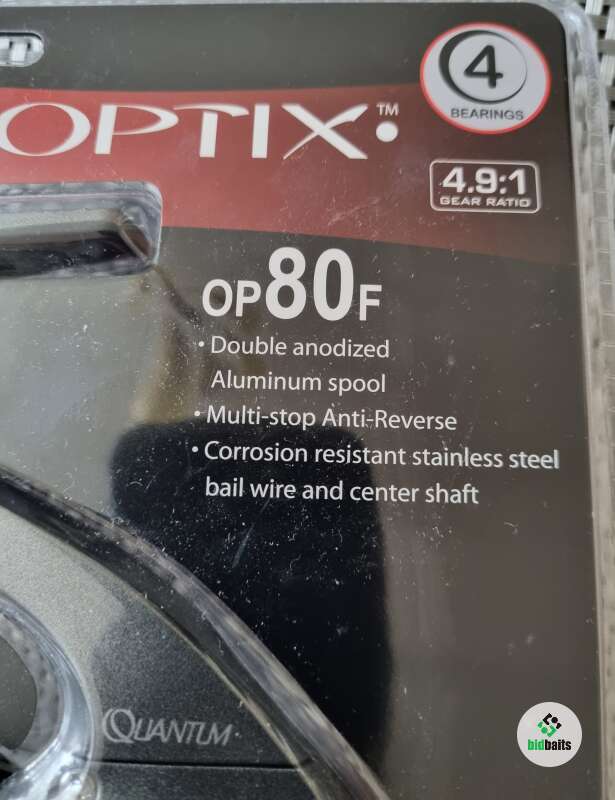 4
BEARINGS
OPTIX™
4.9:1
GEAR RATIO
OP80F
• Double anodized
Aluminum spool
• Multi-stop Anti-Reverse
• Corrosion resistant stainless steel
bail wire and center shaft
QUANTUM
bidbaits